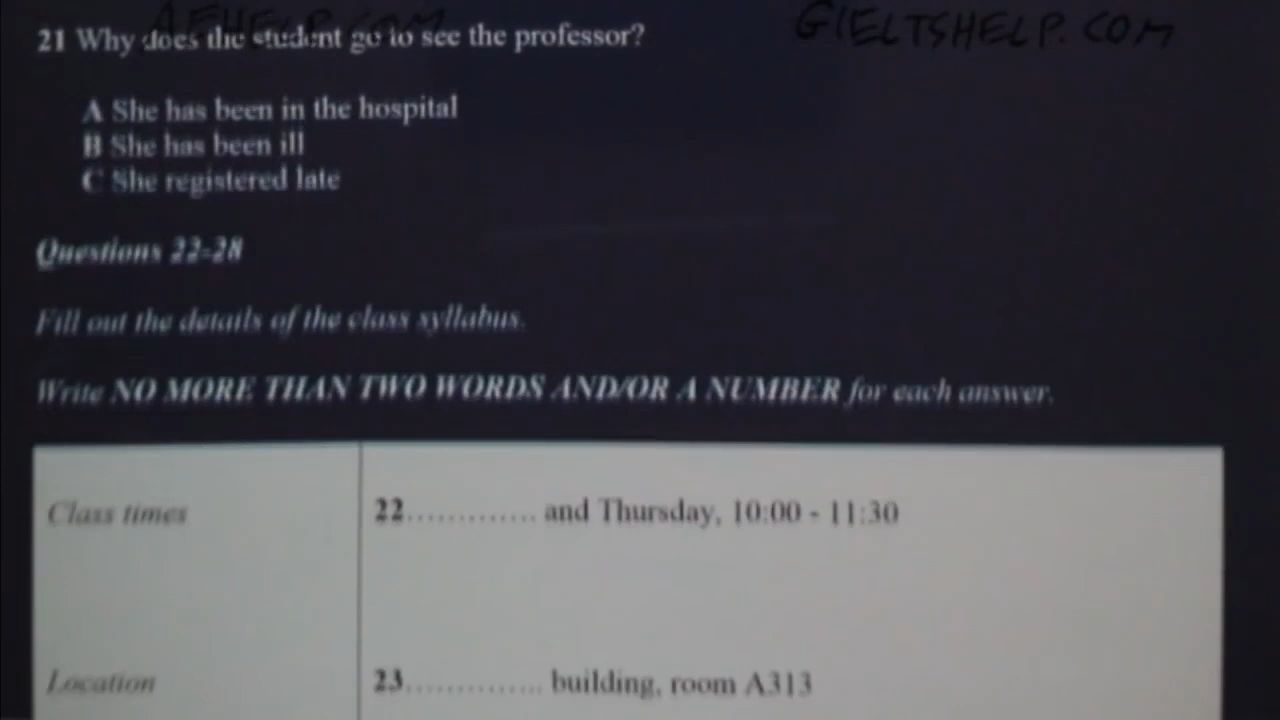 AEHELP.COM
GIELTSHELP.COM
21 Why does the student go to see the professor?
A She has been in the hospital
B She has been ill
C She registered late
Questions 22-28
Fill out the details of the class syllabus.
Write NO MORE THAN TWO WORDS AND/OR A NUMBER for each answer.
Class times
22............. and Thursday, 10:00 - 11:30
Location
23.............. building, room A313